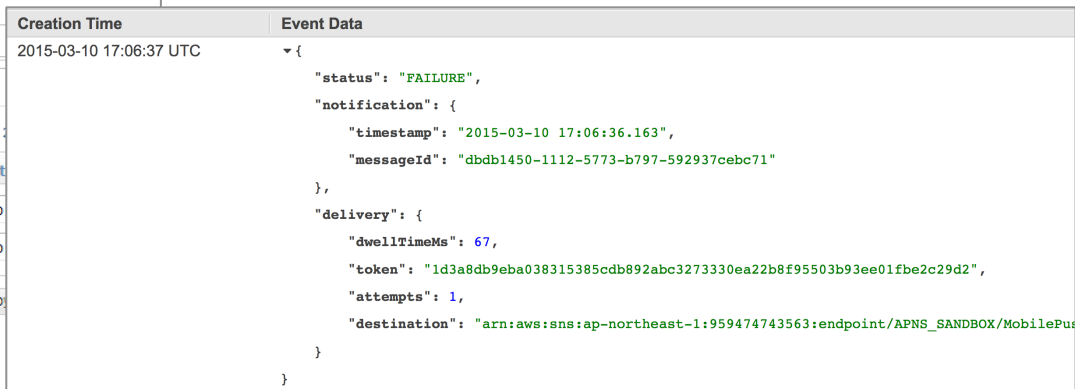 Creation Time Event Data
2015-03-10 17:06:37 UTC {
"status": "FAILURE",
"notification": {
"timestamp": "2015-03-10 17:06:36.163",
"messageId": "dbdb1450-1112-5773-b797-592937cebc71"
},
"delivery": {
"dwellTimeMs": 67,
"token": "1d3a8db9eba038315385cdb892abc3273330ea22b8f95503b93ee01fbe2c29d2",
"attempts": 1,
"destination": "arn:aws:sns:ap-northeast-1:959474743563:endpoint/APNS_SANDBOX/MobilePus
}
}